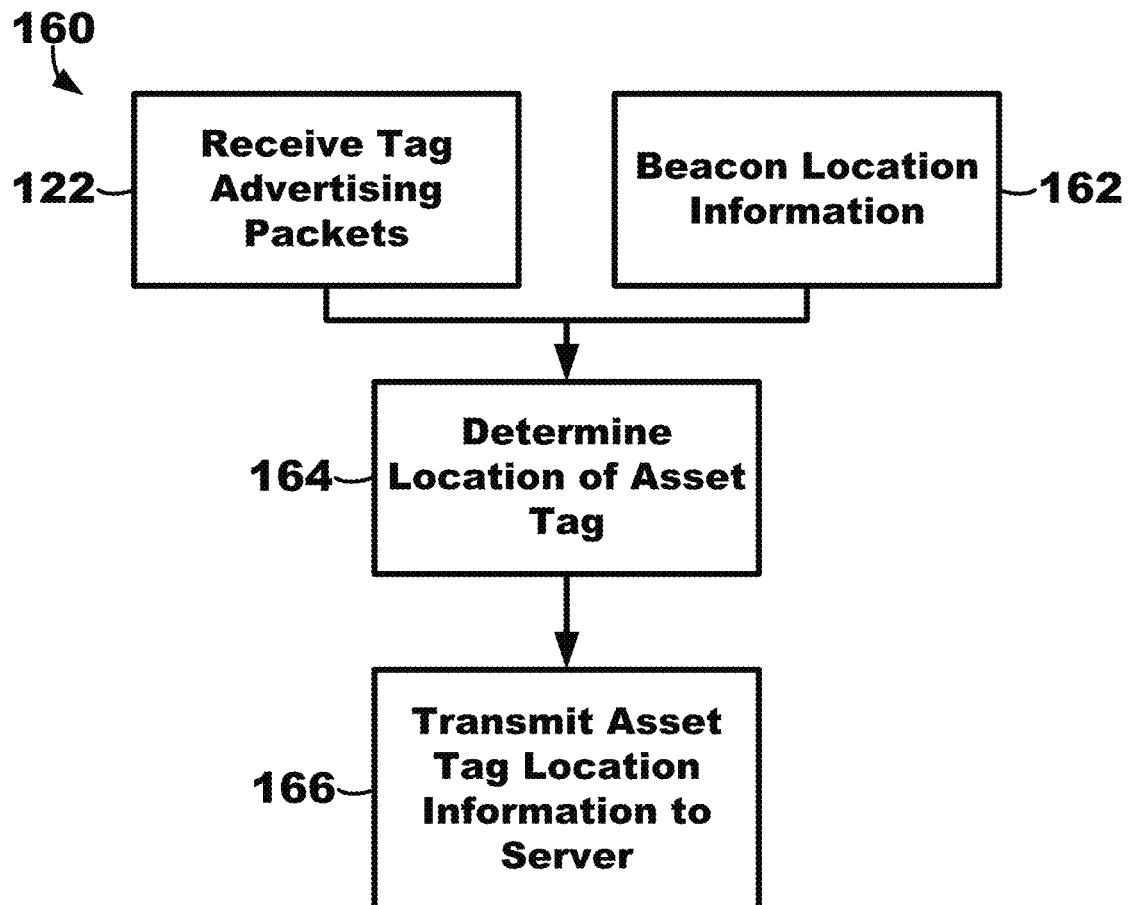 160
122
Receive Tag
Advertising
Packets
Beacon Location
Information
162
164
Determine
Location of Asset
Tag
166
Transmit Asset
Tag Location
Information to
Server